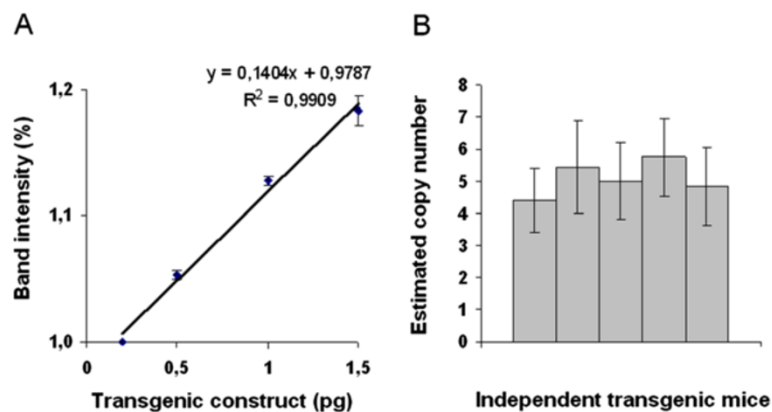 A
y = 0,1404x + 0,9787
R² = 0,9909
Band intensity (%)
1,2
1,1
1,0
0 0,5 1 1,5
Transgenic construct (pg)
B
Estimated copy number
8
7
6
5
4
3
2
1
0
Independent transgenic mice